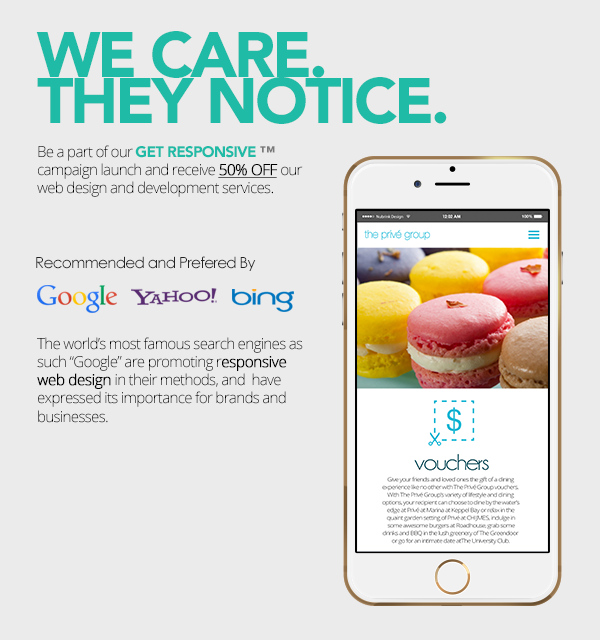 WE CARE.
THEY NOTICE.
Be a part of our GET RESPONSIVE ™
campaign launch and receive 50% OFF our
web design and development services.
Recommended and Prefered By
Google YAHOO! bing
The world's most famous search engines as
such “Google” are promoting responsive
web design in their methods, and have
expressed its importance for brands and
businesses.
12:02 AM 100%
the privé group
$
vouchers
Give your friends and loved ones the gift of a dining
experience like no other with The Privé Group vouchers.
With The Privé Group's variety of lifestyle and dining
options, your recipient can choose to dine by the water's
edge at Privé at Marina at Keppel Bay or relax in the
quaint garden setting of Privé at CHIJMES, indulge in
some awesome burgers at Roadhouse, grab some
drinks and BBQ in the lush greenery of The Greendoor
or go for an intimate date at The University Club.